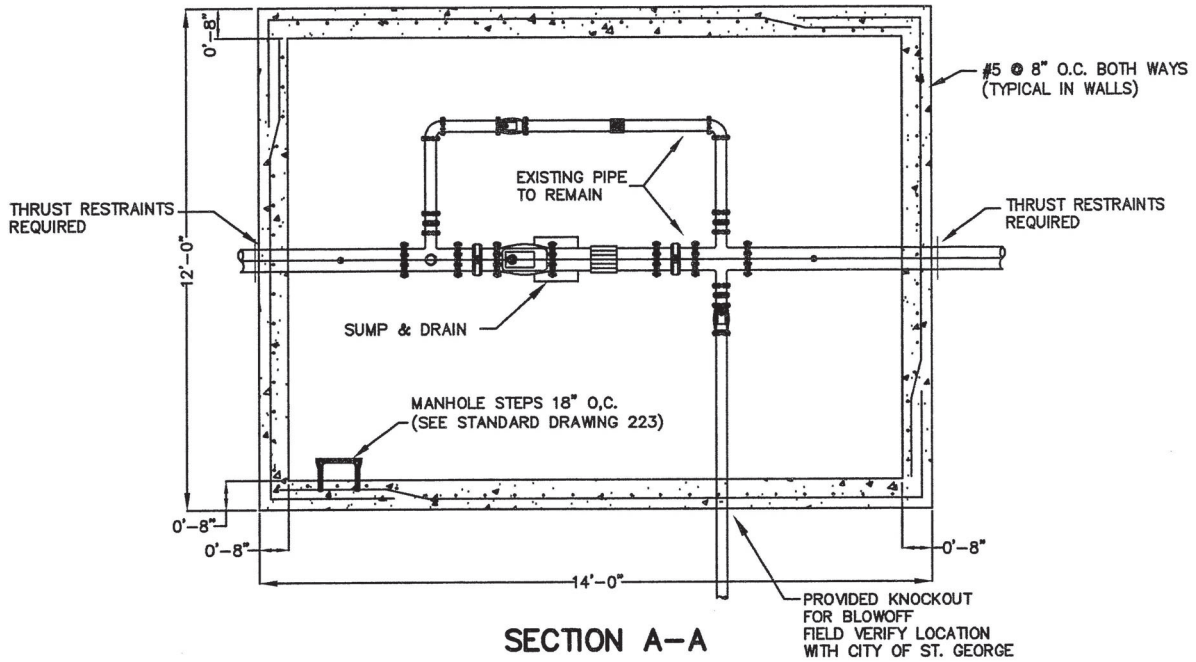 0'-8"
#5 @ 8" O.C. BOTH WAYS
(TYPICAL IN WALLS)
EXISTING PIPE
TO REMAIN
THRUST RESTRAINTS
REQUIRED
THRUST RESTRAINTS
REQUIRED
12'-0"
SUMP & DRAIN
MANHOLE STEPS 18" O,C.
(SEE STANDARD DRAWING 223)
0'-8"
0'-8"
0'-8"
14'-0"
PROVIDED KNOCKOUT
FOR BLOWOFF
FIELD VERIFY LOCATION
WITH CITY OF ST. GEORGE
SECTION A-A